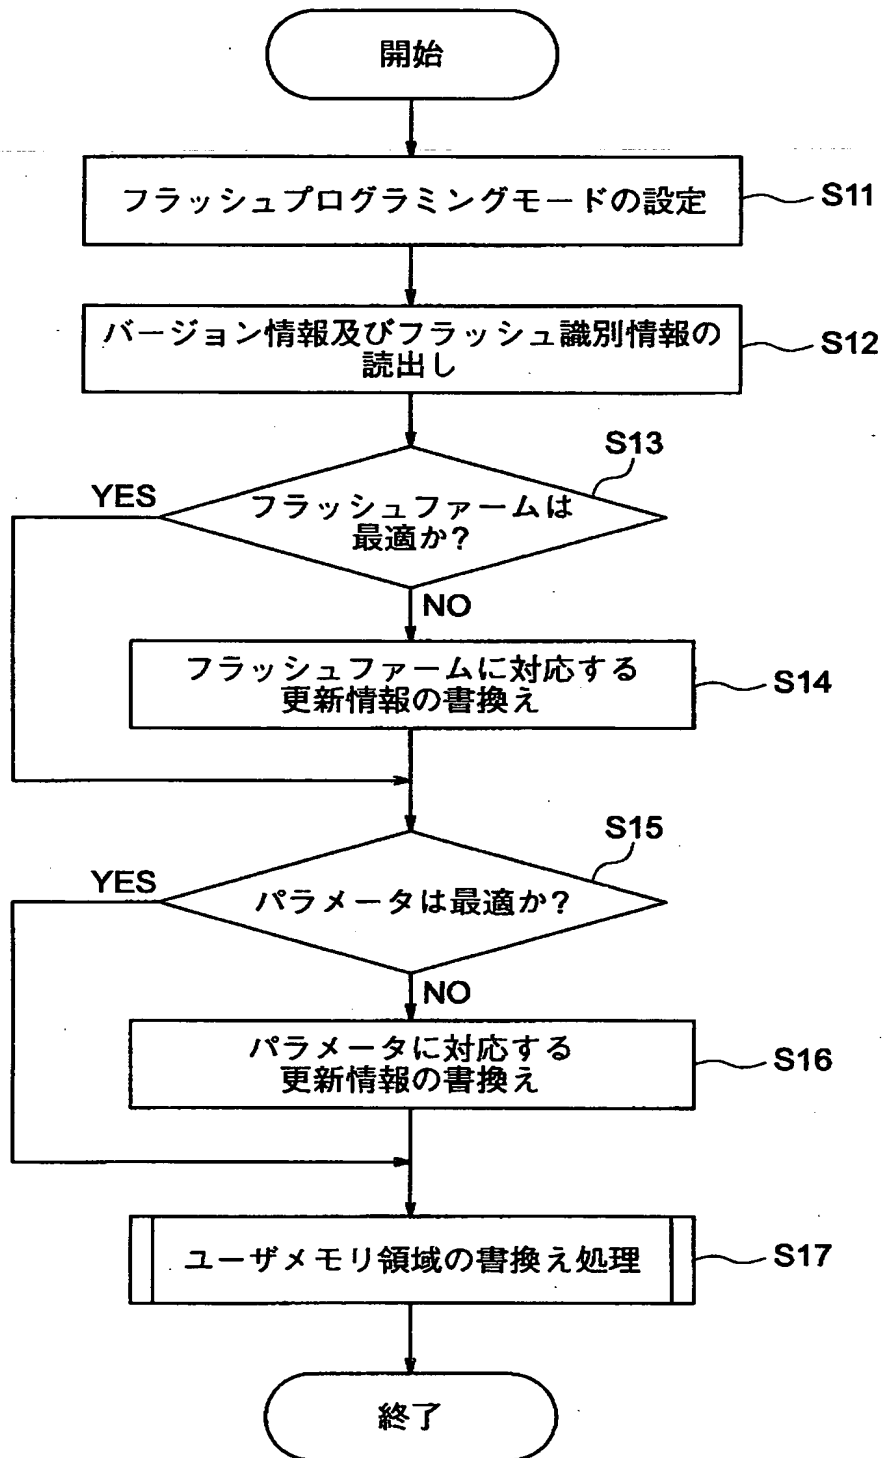 開始
フラッシュプログラミングモードの設定
S11
バージョン情報及びフラッシュ識別情報の
読出し
S12
S13
YES
フラッシュファームは
最適か?
NO
フラッシュファームに対応する
更新情報の書換え
S14
S15
YES
パラメータは最適か?
NO
パラメータに対応する
更新情報の書換え
S16
ユーザメモリ領域の書換え処理
S17
終了